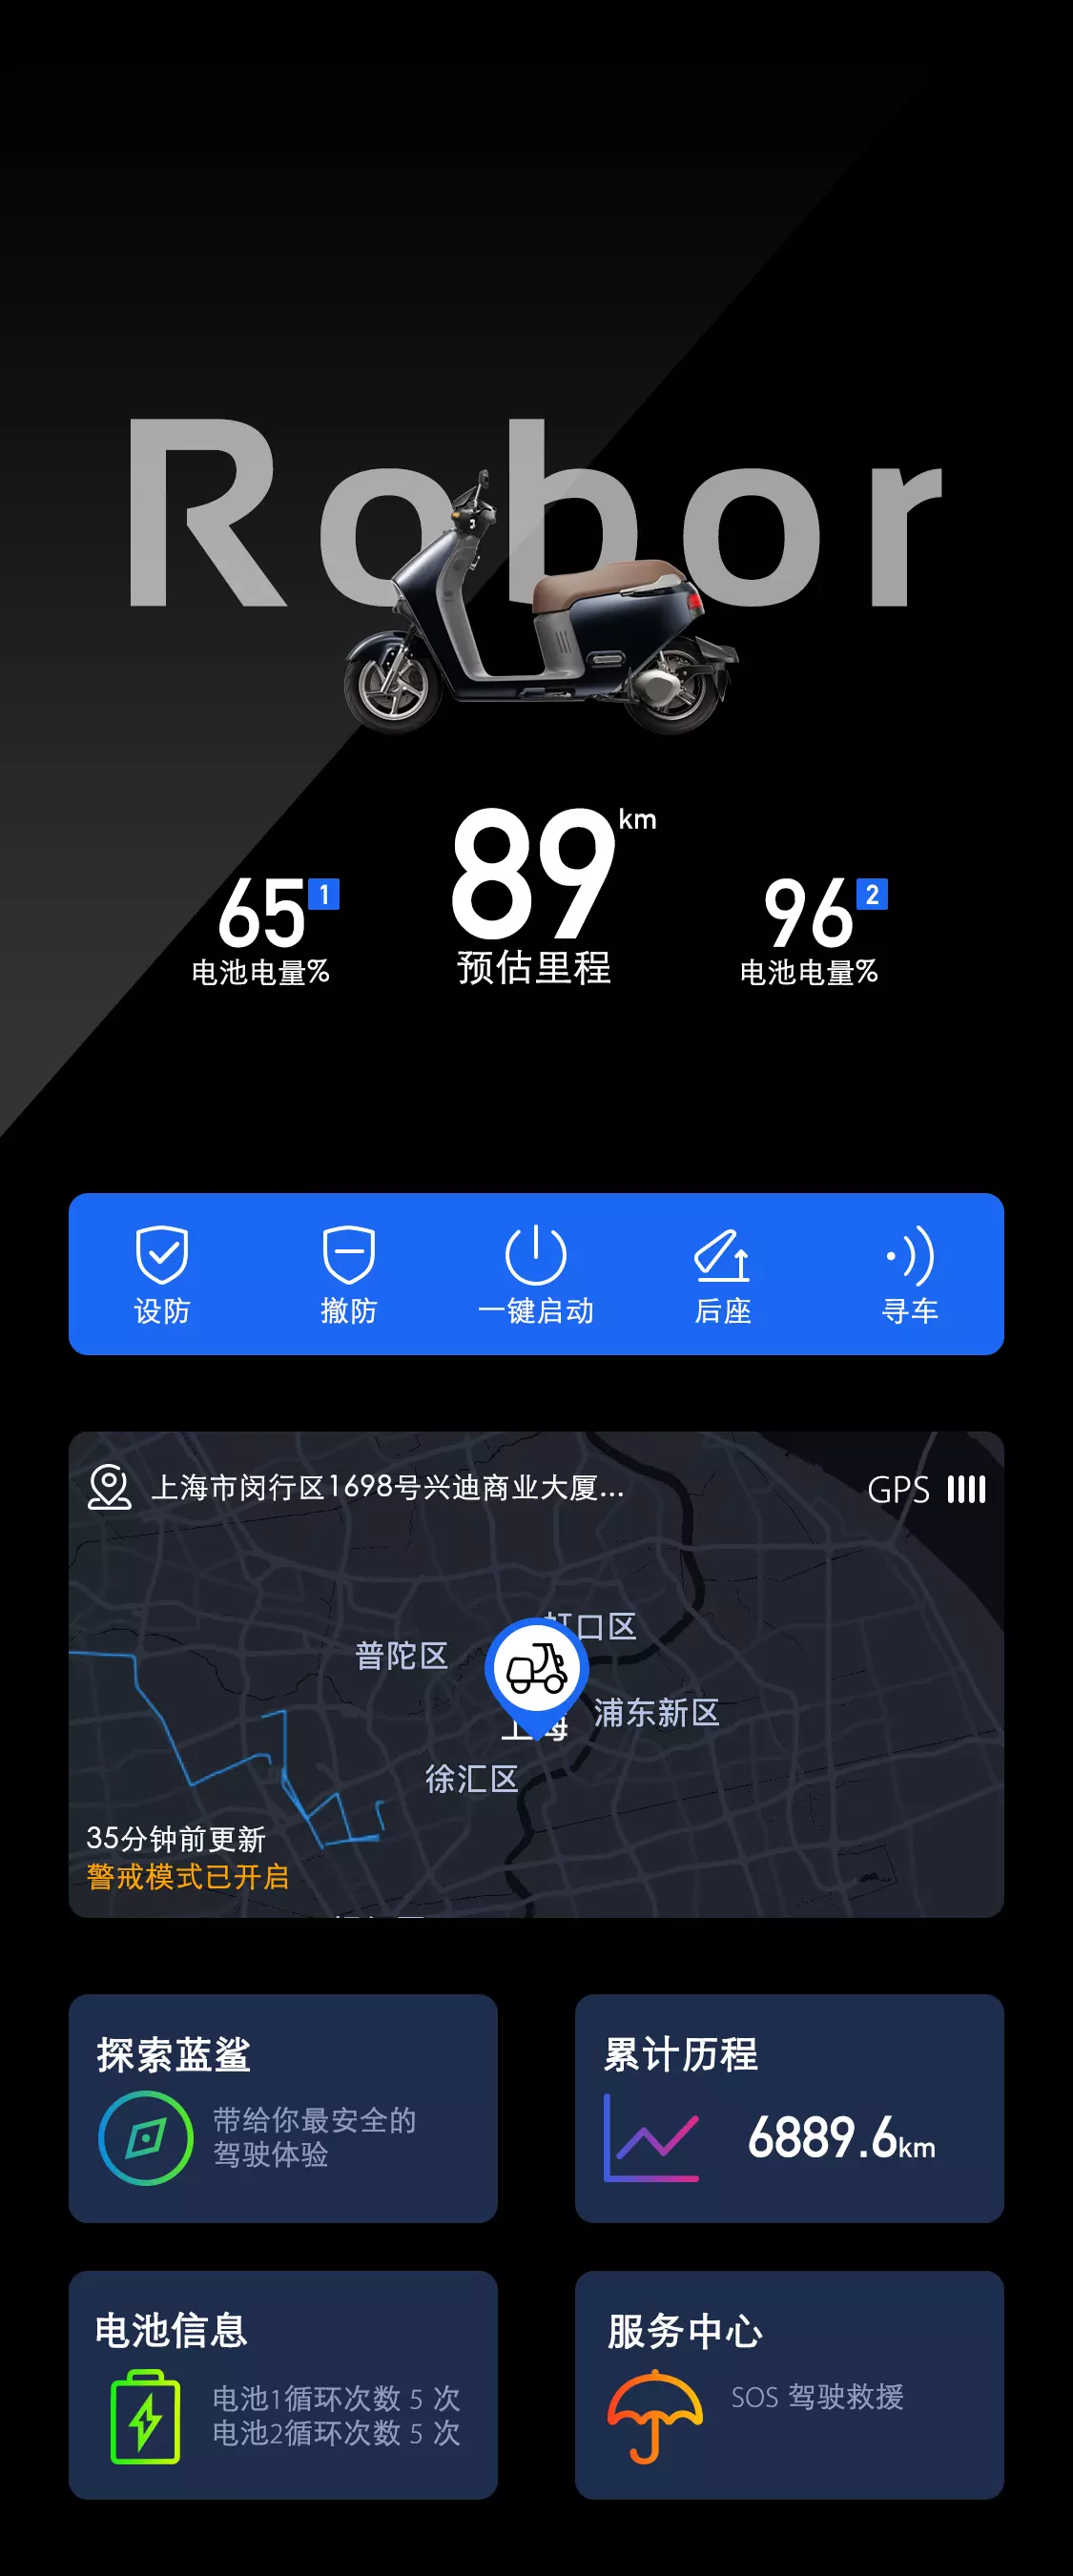 Robor
89km
65 1
96 2
电池电量%
预估里程
电池电量%
设防
撤防
一键启动
后座
寻车
上海市闵行区1698号兴迪商业大厦...
GPS
虹口区
普陀区
浦东新区
上海
徐汇区
35分钟前更新
警戒模式已开启
探索蓝鲨
带给你最安全的
驾驶体验
累计历程
6889.6km
电池信息
电池1循环次数 5 次
电池2循环次数 5 次
服务中心
SOS 驾驶救援